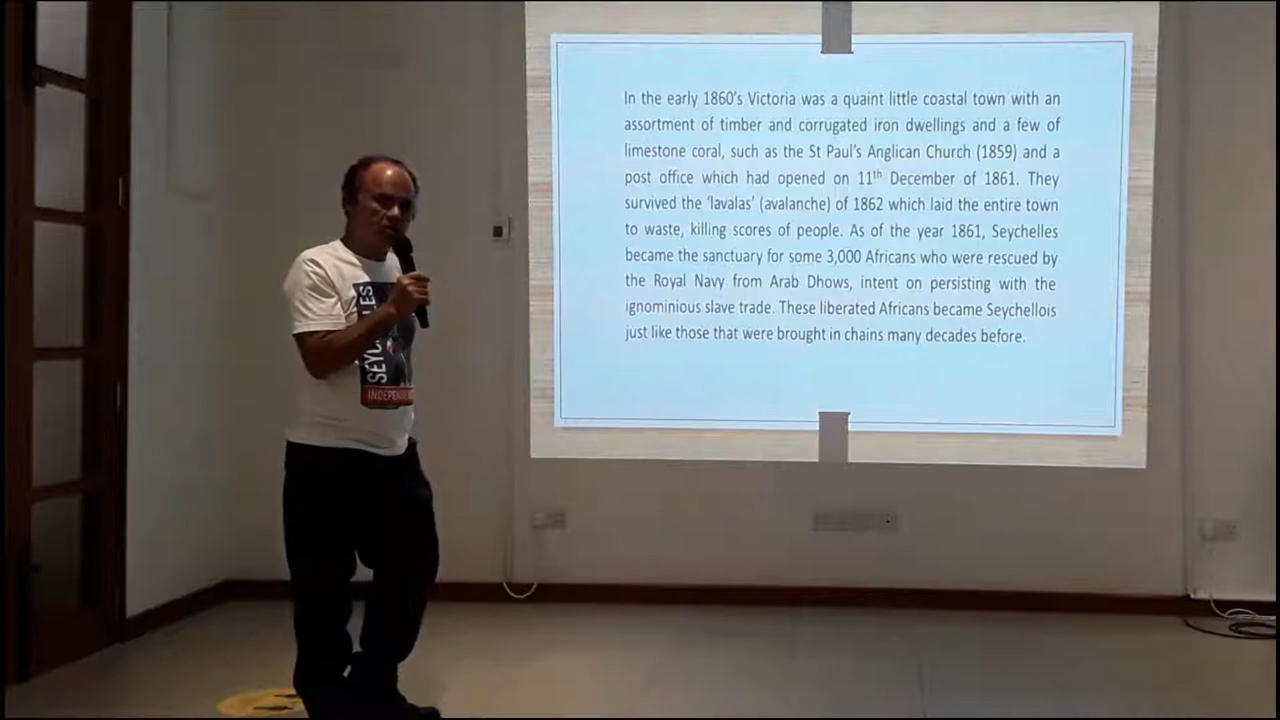 In the early 1860's Victoria was a quaint little coastal town with an
assortment of timber and corrugated iron dwellings and a few of
limestone coral, such as the St Paul's Anglican Church (1859) and a
post office which had opened on 11th December of 1861. They
survived the 'lavalas' (avalanche) of 1862 which laid the entire town
to waste, killing scores of people. As of the year 1861, Seychelles
became the sanctuary for some 3,000 Africans who were rescued by
the Royal Navy from Arab Dhows, intent on persisting with the
ignominious slave trade. These liberated Africans became Seychellois
just like those that were brought in chains many decades before.